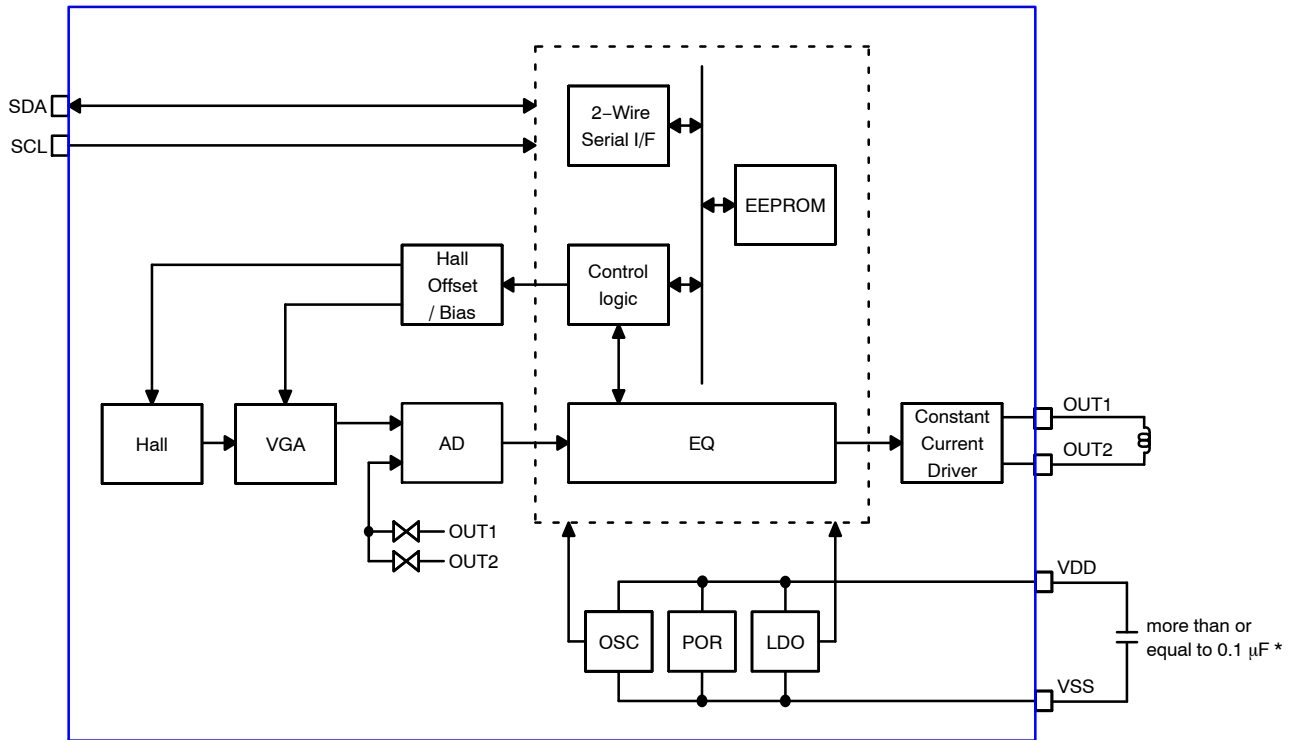 SDA
SCL
2−Wire
Serial I/F
EEPROM
Hall
Offset
/ Bias
Control
logic
Hall
VGA
AD
EQ
Constant
Current
Driver
OUT1
OUT2
OUT1
OUT2
OSC
POR
LDO
VDD
VSS
more than or
equal to 0.1 μF *